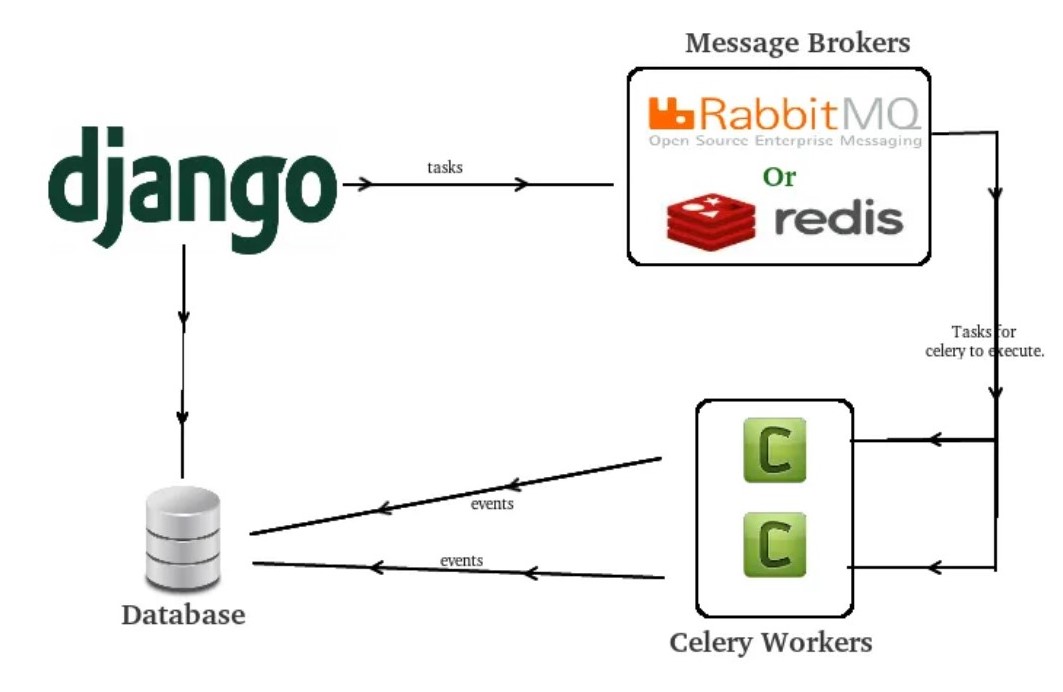 Message Brokers
RabbitMQ
Open Source Enterprise Messaging
Or
redis
django
tasks
Tasks for
celery to execute.
C
C
events
events
Database
Celery Workers